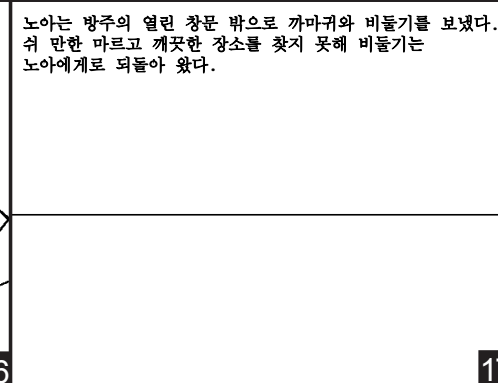 노아는 방주의 열린 창문 밖으로 까마귀와 비둘기를 보냈다.
쉬 만한 마르고 깨끗한 장소를 찾지 못해 비둘기는
노아에게로 되돌아 왔다.